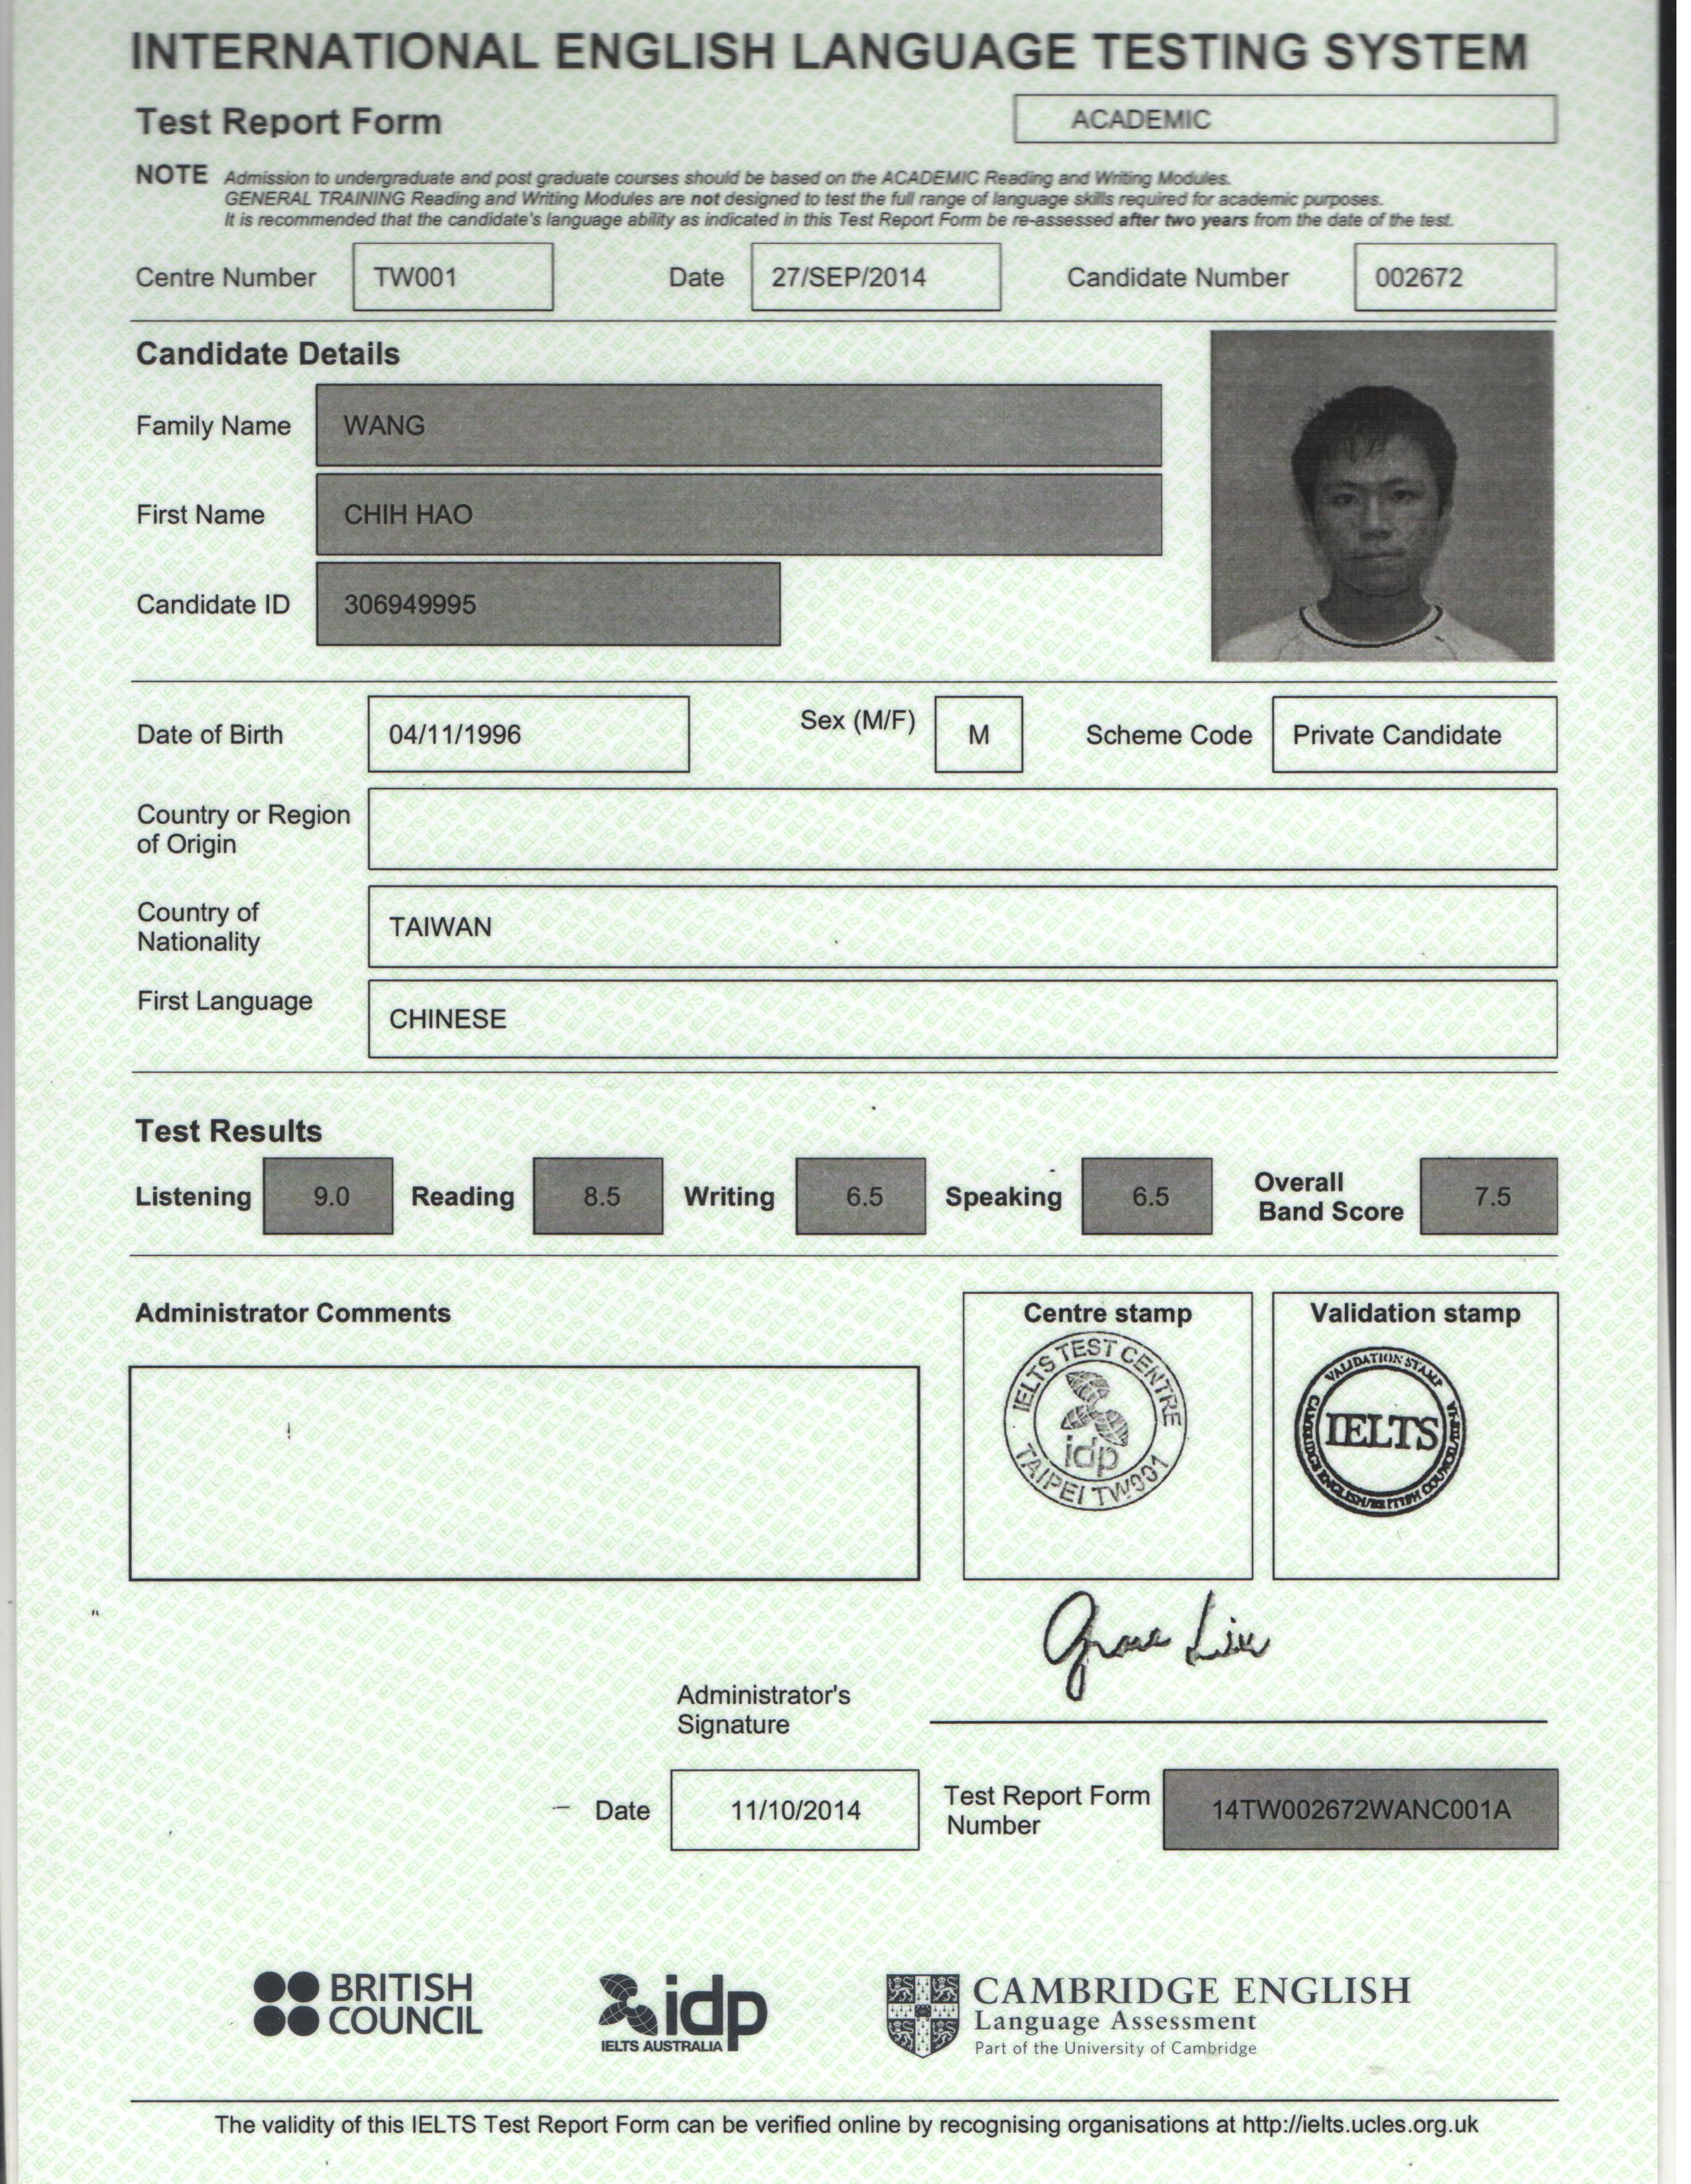 INTERNATIONAL ENGLISH LANGUAGE TESTING SYSTEM
Test Report Form
ACADEMIC
NOTE Admission to undergraduate and post graduate courses should be based on the ACADEMIC Reading and Writing Modules.
GENERAL TRAINING Reading and Writing Modules are not designed to test the full range of language skills required for academic purposes.
It is recommended that the candidate's language ability as indicated in this Test Report Form be re-assessed after two years from the date of the test.
Centre Number TW001 Date 27/SEP/2014 Candidate Number 002672
Candidate Details
Family Name WANG
First Name CHIH HAO
Candidate ID 306949995
Date of Birth 04/11/1996 Sex (M/F) M Scheme Code Private Candidate
Country or Region
of Origin
Country of
Nationality
TAIWAN
First Language CHINESE
Test Results
Listening 9.0 Reading 8.5 Writing 6.5 Speaking 6.5 Overall
Band Score 7.5
Administrator Comments
Centre stamp
IELTS TEST CENTRE
idp
TAIPEI TW001
Validation stamp
VALIDATION STAMP
IELTS
CAMBRIDGE ENGLISH/BRITISH COUNCIL/IDP:IA
Administrator's
Signature
Date 11/10/2014
Test Report Form
Number
14TW002672WANC001A
BRITISH
COUNCIL
idp
IELTS AUSTRALIA
CAMBRIDGE ENGLISH
Language Assessment
Part of the University of Cambridge
The validity of this IELTS Test Report Form can be verified online by recognising organisations at http://ielts.ucles.org.uk